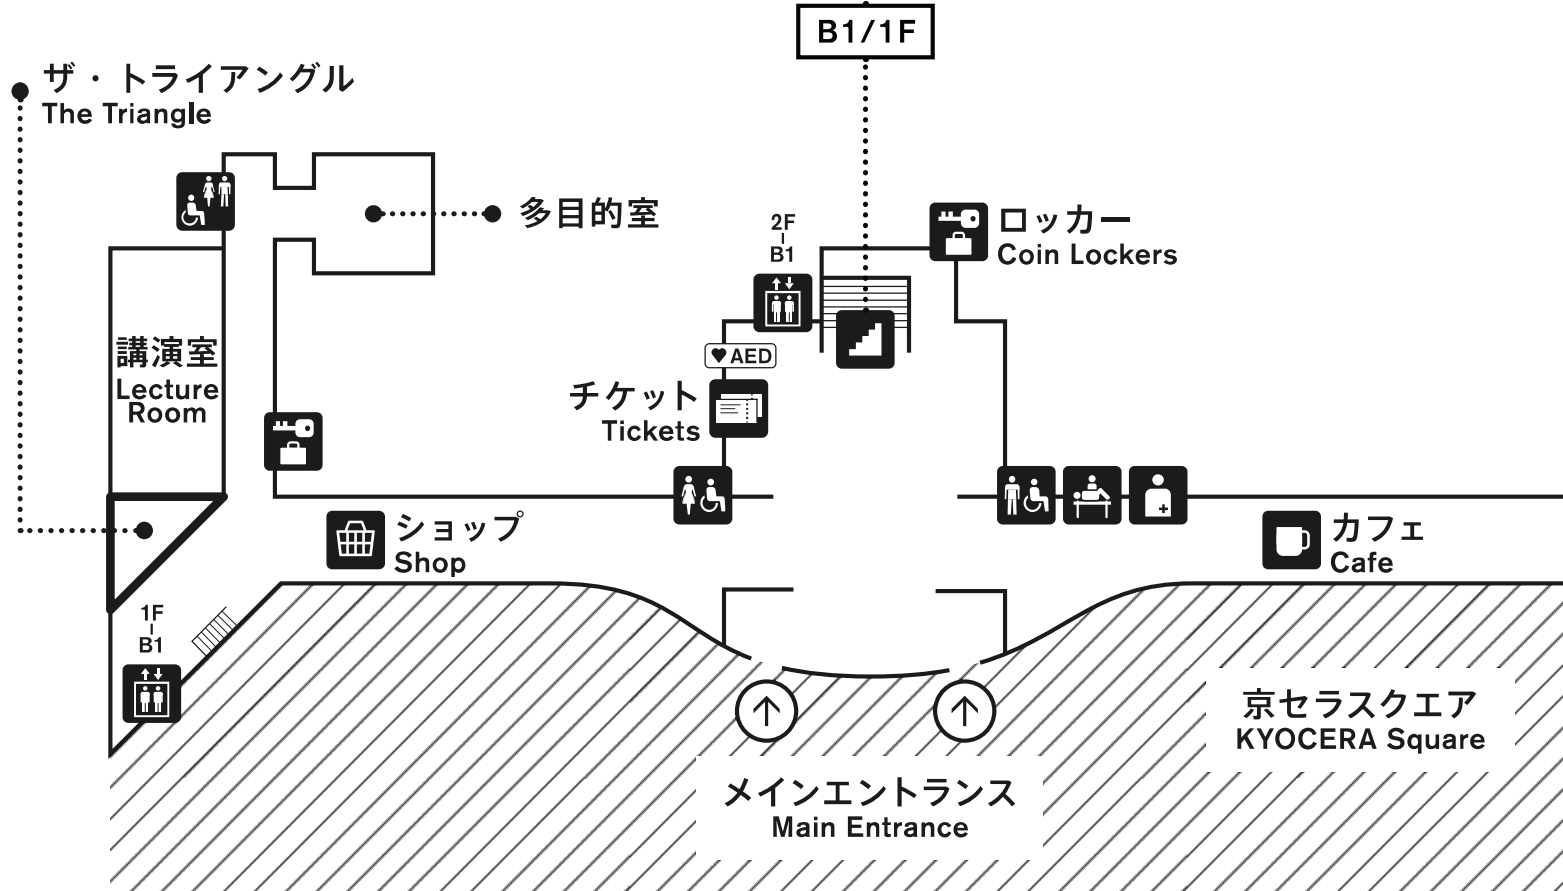 B1/1F
ザ・トライアングル
The Triangle
多目的室
2F
B1
ロッカー
Coin Lockers
講演室
Lecture
Room
AED
チケット
Tickets
ショップ
Shop
カフェ
Cafe
1F
B1
京セラスクエア
KYOCERA Square
メインエントランス
Main Entrance